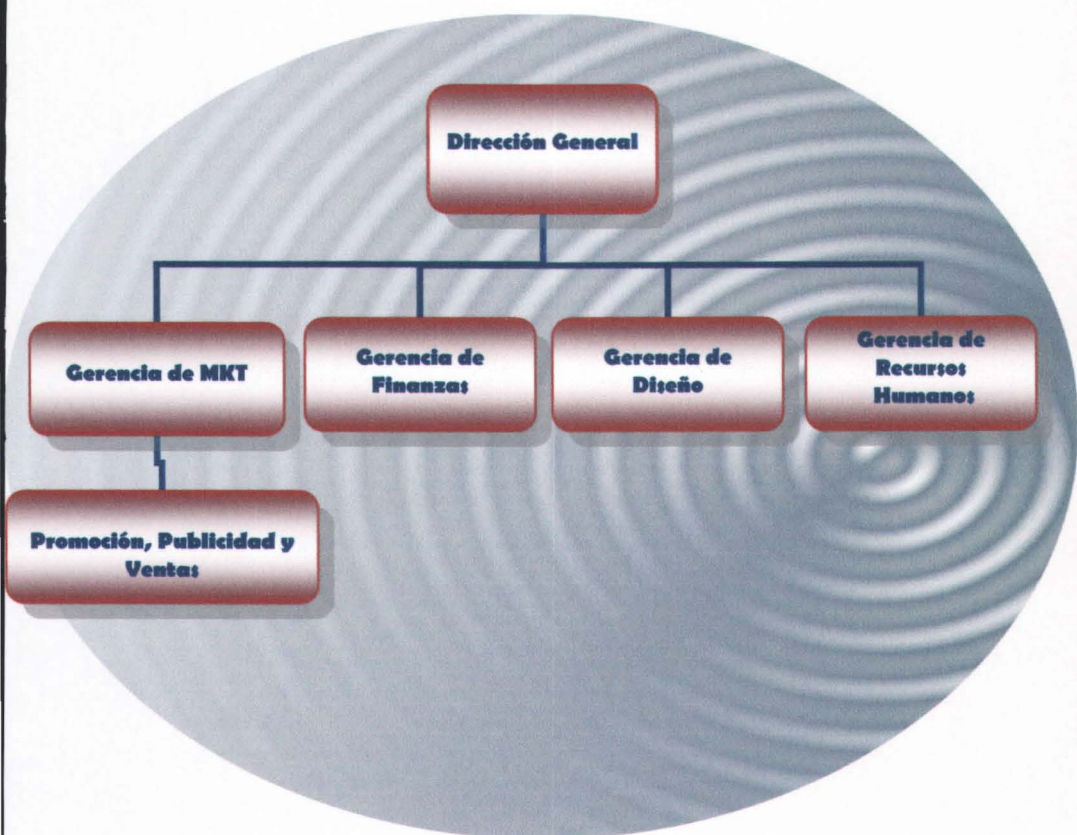 Dirección General
Gerencia de MKT
Gerencia de
Finanzas
Gerencia de
Diseño
Gerencia de
Recursos
Humanos
Promoción, Publicidad y
Ventas